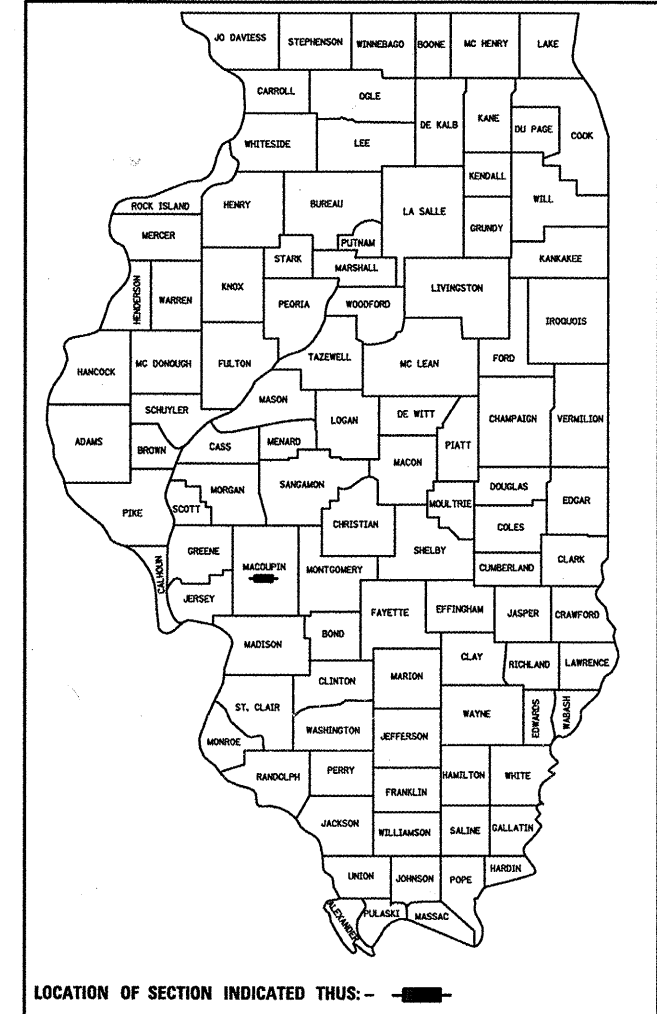 JO DAVIESS
STEPHENSON
WINNEBAGO
BOONE
MC HENRY
LAKE
CARROLL
OGLE
DE KALB
KANE
DU PAGE
COOK
WHITESIDE
LEE
KENDALL
WILL
ROCK ISLAND
HENRY
BUREAU
LA SALLE
GRUNDY
MERCER
PUTNAM
KANKAKEE
STARK
MARSHALL
HENDERSON
WARREN
KNOX
PEORIA
WOODFORD
LIVINGSTON
IROQUOIS
HANCOCK
MC DONOUGH
FULTON
TAZEWELL
MC LEAN
FORD
MASON
SCHUYLER
LOGAN
DE WITT
CHAMPAIGN
VERMILION
ADAMS
BROWN
CASS
MENARD
PIATT
MACON
MORGAN
SANGAMON
DOUGLAS
EDGAR
PIKE
SCOTT
CHRISTIAN
MOULTRIE
COLES
GREENE
MACOUPIN
MONTGOMERY
SHELBY
CUMBERLAND
CLARK
CALHOUN
JERSEY
FAYETTE
EFFINGHAM
JASPER
CRAWFORD
MADISON
BOND
CLAY
RICHLAND
LAWRENCE
CLINTON
MARION
ST. CLAIR
WAYNE
EDWARDS
WABASH
WASHINGTON
JEFFERSON
MONROE
RANDOLPH
PERRY
HAMILTON
WHITE
FRANKLIN
JACKSON
WILLIAMSON
SALINE
GALLATIN
UNION
JOHNSON
POPE
HARDIN
ALEXANDER
PULASKI
MASSAC
LOCATION OF SECTION INDICATED THUS: -